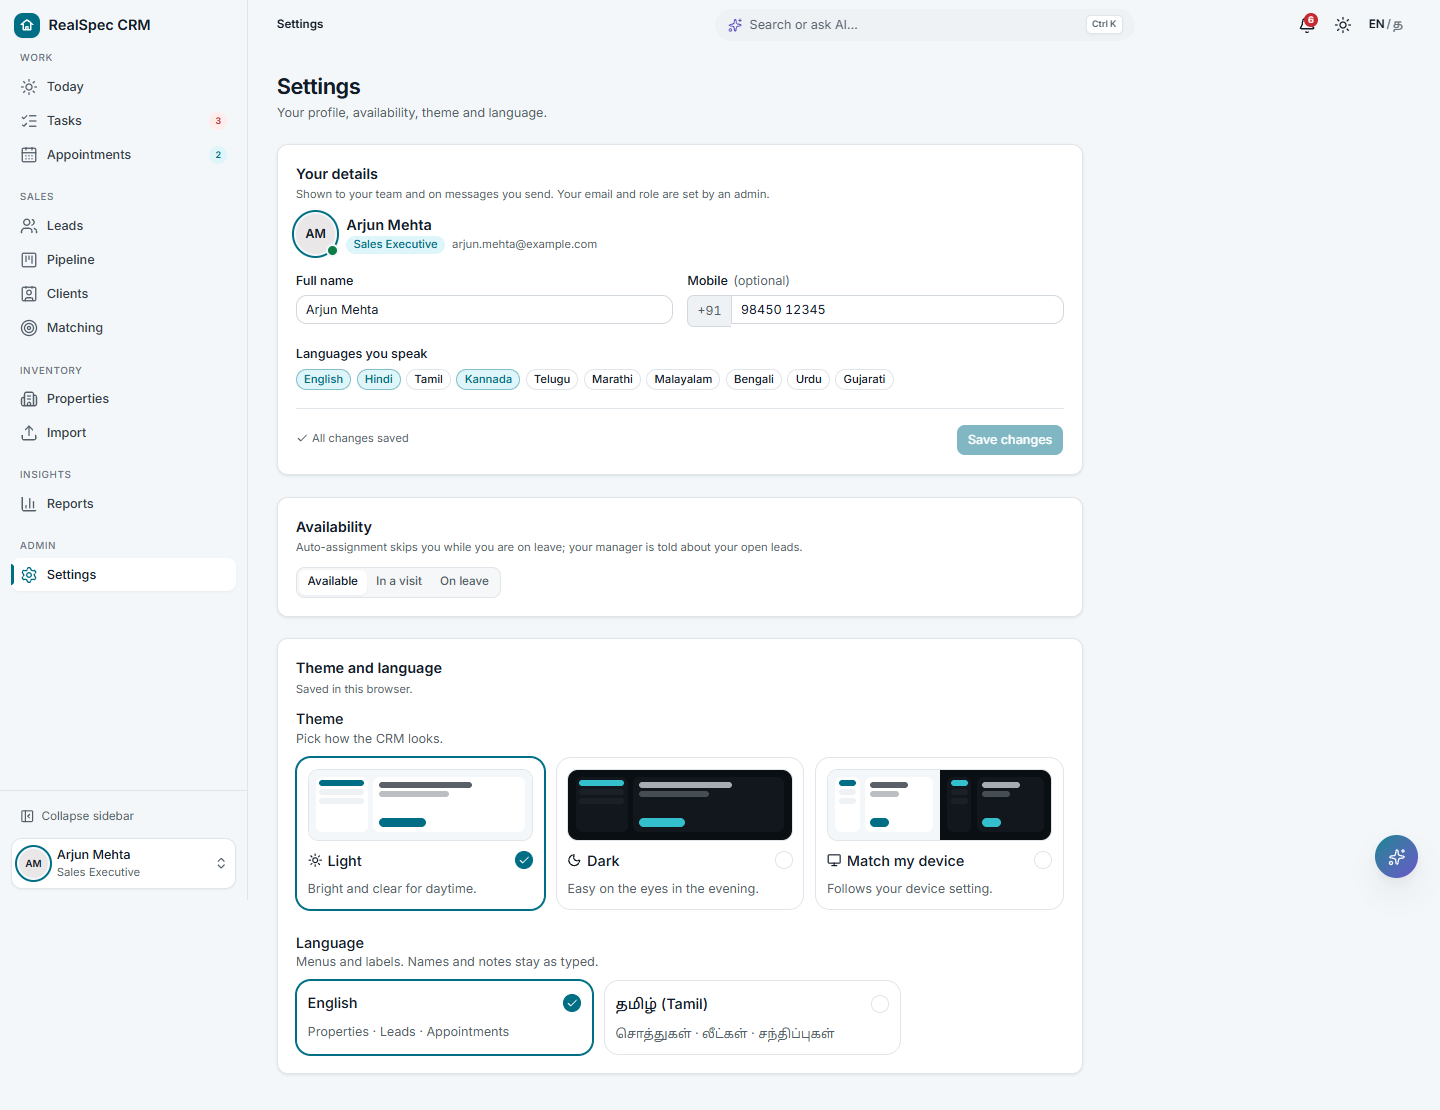 RealSpec CRM
WORK
Today
Tasks 3
Appointments 2
SALES
Leads
Pipeline
Clients
Matching
INVENTORY
Properties
Import
INSIGHTS
Reports
ADMIN
Settings
Collapse sidebar
AM
Arjun Mehta
Sales Executive
Settings
Search or ask AI...
Ctrl K
6
EN / த
Settings
Your profile, availability, theme and language.
Your details
Shown to your team and on messages you send. Your email and role are set by an admin.
AM
Arjun Mehta
Sales Executive arjun.mehta@example.com
Full name
Arjun Mehta
Mobile (optional)
+91 98450 12345
Languages you speak
English Hindi Tamil Kannada Telugu Marathi Malayalam Bengali Urdu Gujarati
All changes saved
Save changes
Availability
Auto-assignment skips you while you are on leave; your manager is told about your open leads.
Available In a visit On leave
Theme and language
Saved in this browser.
Theme
Pick how the CRM looks.
Light
Bright and clear for daytime.
Dark
Easy on the eyes in the evening.
Match my device
Follows your device setting.
Language
Menus and labels. Names and notes stay as typed.
English
Properties · Leads · Appointments
தமிழ் (Tamil)
சொத்துகள் · லீட்கள் · சந்திப்புகள்